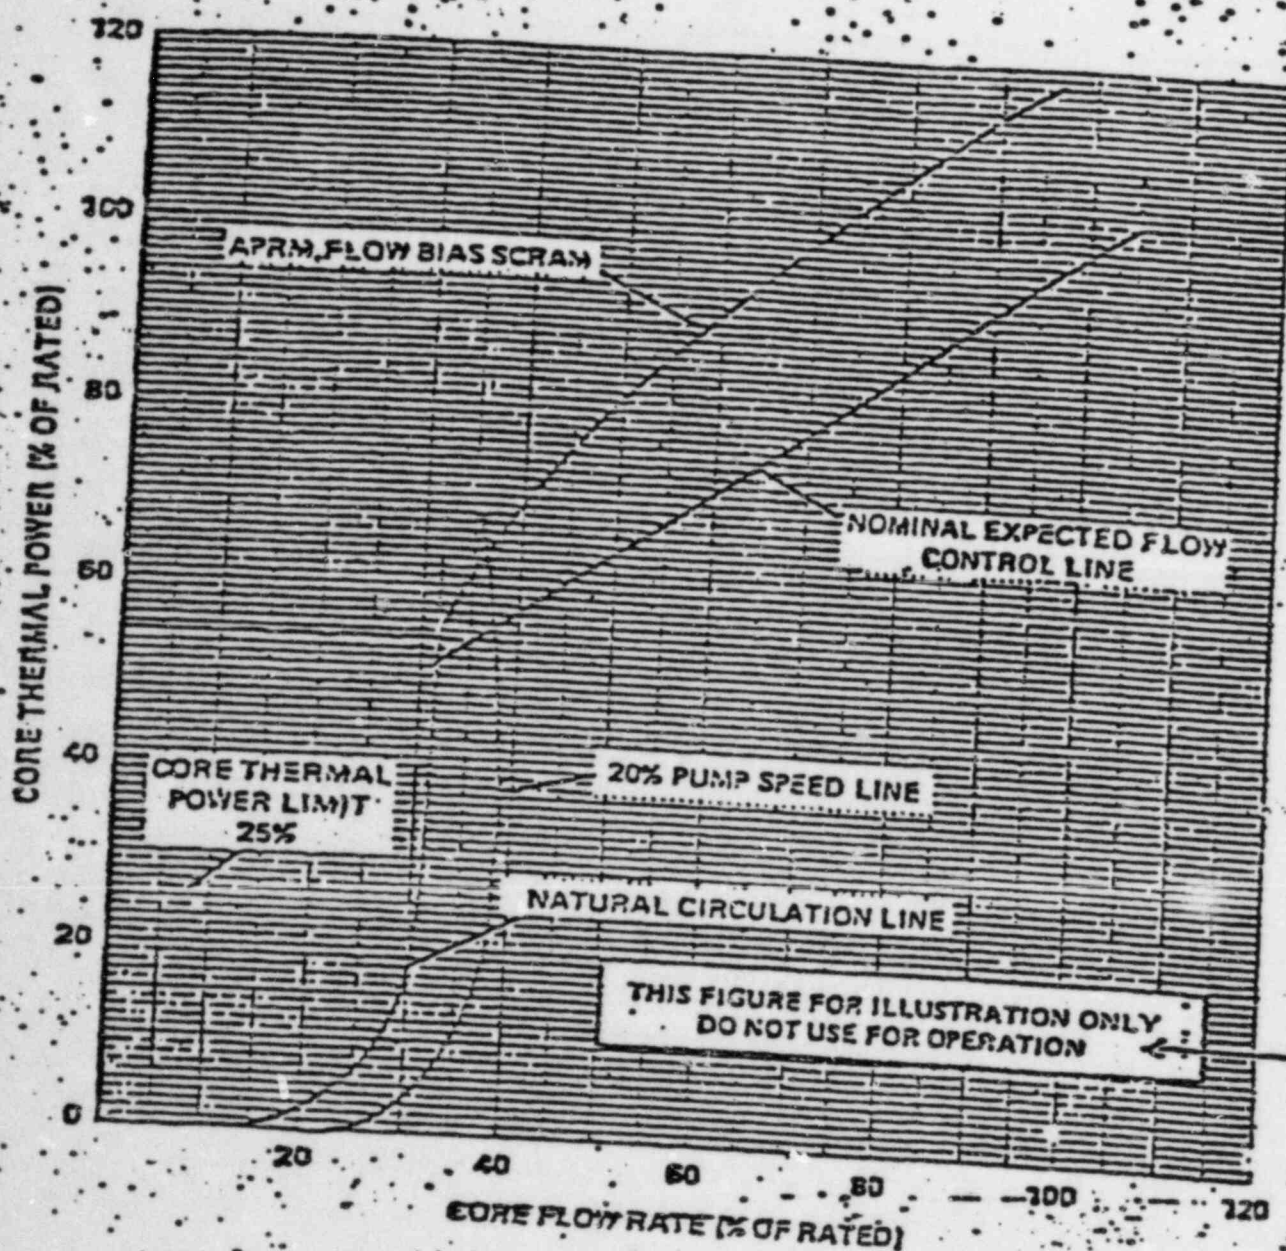 120
100
80
60
40
20
0
CORE THERMAL POWER (% OF RATED)
APRM FLOW BIAS SCRAM
NOMINAL EXPECTED FLOW
CONTROL LINE
CORE THERMAL
POWER LIMIT
25%
20% PUMP SPEED LINE
NATURAL CIRCULATION LINE
THIS FIGURE FOR ILLUSTRATION ONLY
DO NOT USE FOR OPERATION
20 40 60 80 100 120
CORE FLOW RATE (% OF RATED)